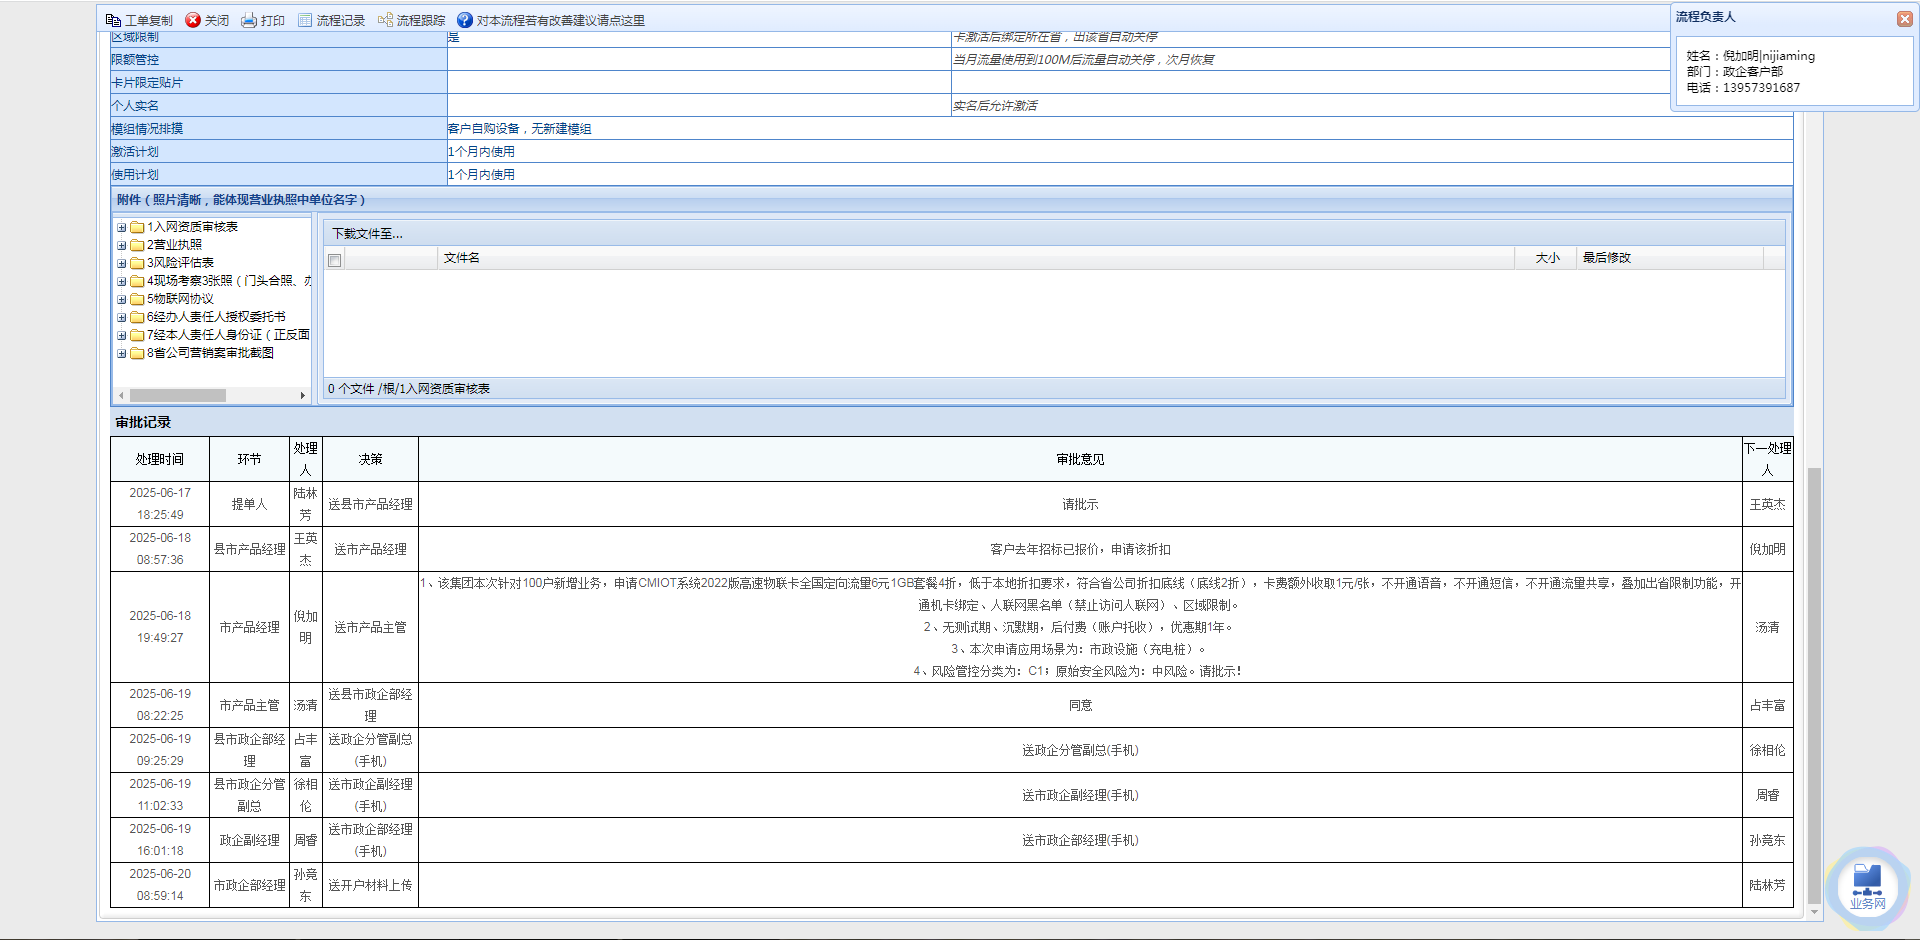 工单复制 关闭 打印 流程记录 流程跟踪 对本流程若有改善建议请点这里
流程负责人
姓名：倪加明|nijiaming
部门：政企客户部
电话：13957391687
区域限制 是 卡激活后绑定所在省，出该省自动关停
限额管控 当月流量使用到100M后流量自动关停，次月恢复
卡片限定贴片
个人实名 实名后允许激活
模组情况排摸 客户自购设备，无新建模组
激活计划 1个月内使用
使用计划 1个月内使用
附件（照片清晰，能体现营业执照中单位名字）
1入网资质审核表
2营业执照
3风险评估表
4现场考察3张照（门头合照、办
5物联网协议
6经办人责任人授权委托书
7经本人责任人身份证（正反面
8省公司营销案审批截图
下载文件至...
文件名 大小 最后修改
0 个文件 /根/1入网资质审核表
审批记录
处理时间 环节 处理人 决策 审批意见 下一处理人
2025-06-17 18:25:49 提单人 陆林芳 送县市产品经理 请批示 王英杰
2025-06-18 08:57:36 县市产品经理 王英杰 送市产品经理 客户去年招标已报价，申请该折扣 倪加明
2025-06-18 19:49:27 市产品经理 倪加明 送市产品主管 1、该集团本次针对100户新增业务，申请CMIOT系统2022版高速物联卡全国定向流量6元1GB套餐4折，低于本地折扣要求，符合省公司折扣底线（底线2折），卡费额外收取1元/张，不开通语音，不开通短信，不开通流量共享，叠加出省限制功能，开
通机卡绑定、人联网黑名单（禁止访问人联网）、区域限制。
2、无测试期、沉默期，后付费（账户托收），优惠期1年。
3、本次申请应用场景为：市政设施（充电桩）。
4、风险管控分类为：C1；原始安全风险为：中风险。请批示！
汤清
2025-06-19 08:22:25 市产品主管 汤清 送县市政企部经理 同意 占丰富
2025-06-19 09:25:29 县市政企部经理 占丰富 送政企分管副总(手机) 送政企分管副总(手机) 徐相伦
2025-06-19 11:02:33 县市政企分管副总 徐相伦 送市政企副经理(手机) 送市政企副经理(手机) 周睿
2025-06-19 16:01:18 政企副经理 周睿 送市政企部经理(手机) 送市政企部经理(手机) 孙竞东
2025-06-20 08:59:14 市政企部经理 孙竞东 送开户材料上传 陆林芳
业务网